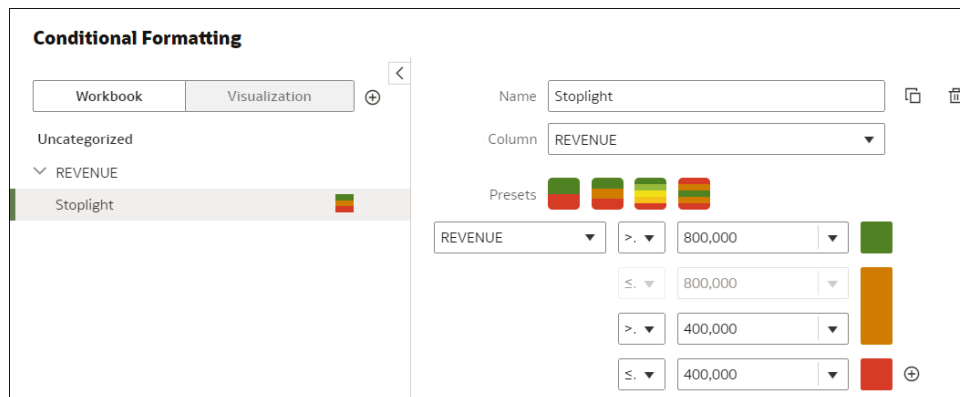 Conditional Formatting
Workbook Visualization
Name Stoplight
Uncategorized
Column REVENUE
REVENUE
Presets
Stoplight
REVENUE >. 800,000
≤. 800,000
>. 400,000
≤. 400,000